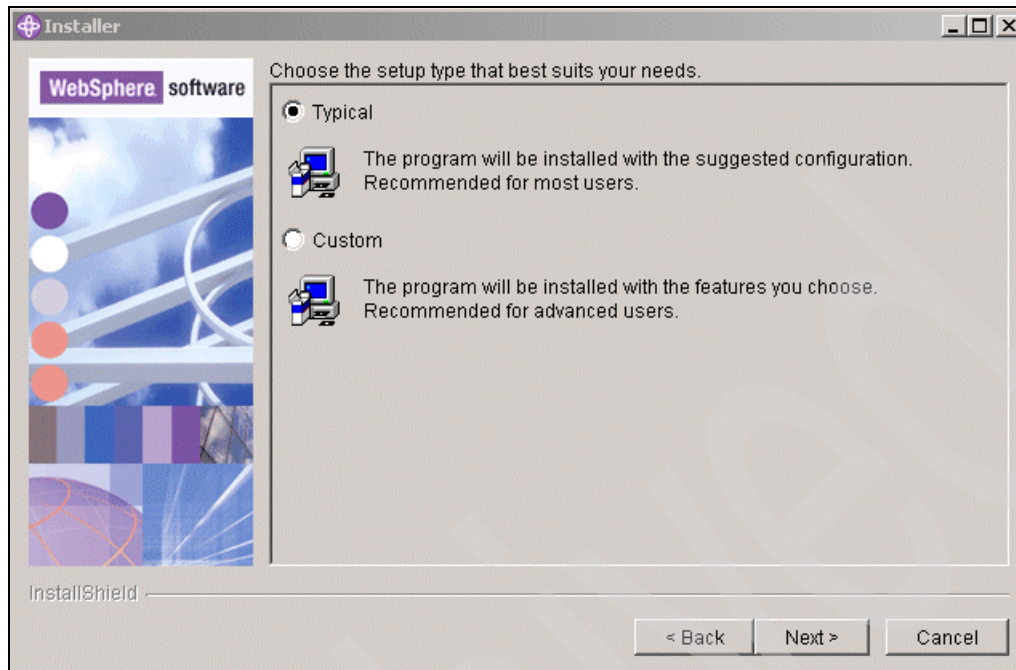 Installer
WebSphere software
Choose the setup type that best suits your needs.
Typical
The program will be installed with the suggested configuration.
Recommended for most users.
Custom
The program will be installed with the features you choose.
Recommended for advanced users.
InstallShield
< Back
Next >
Cancel